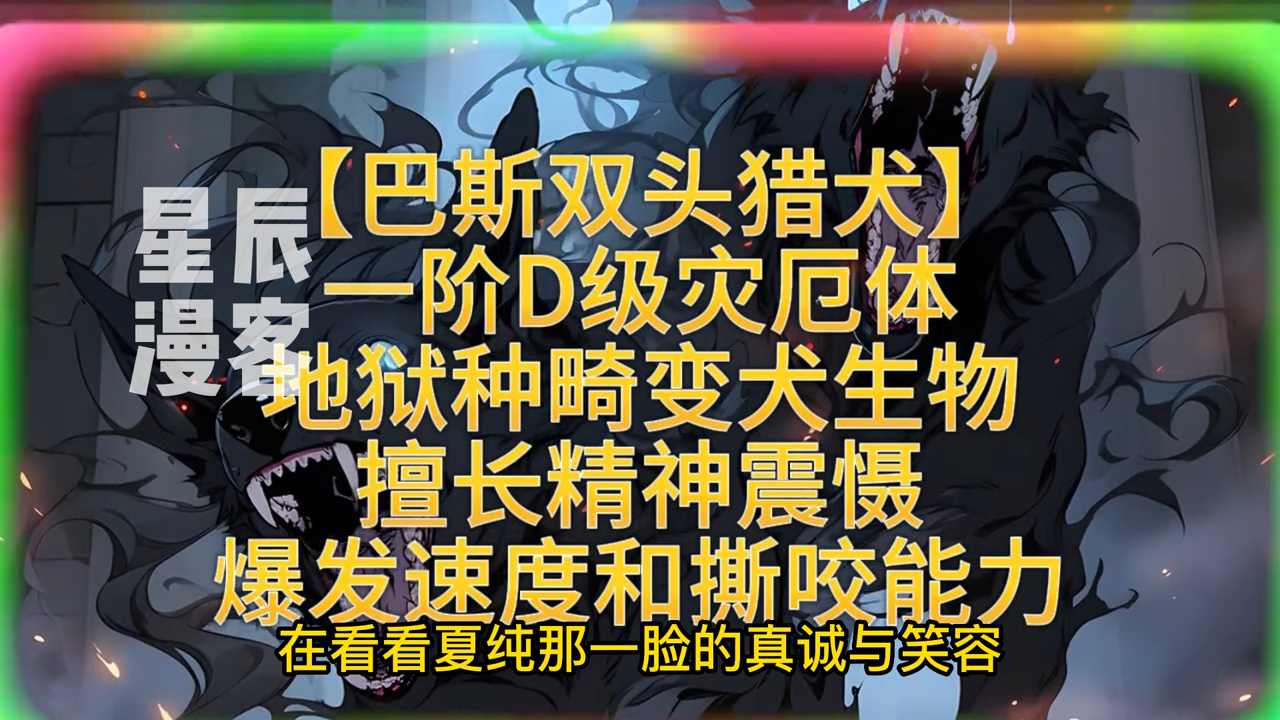 【巴斯双头猎犬】
星辰
漫客
一阶D级灾厄体
地狱种畸变犬生物
擅长精神震慑
爆发速度和撕咬能力
在看看夏纯那一脸的真诚与笑容